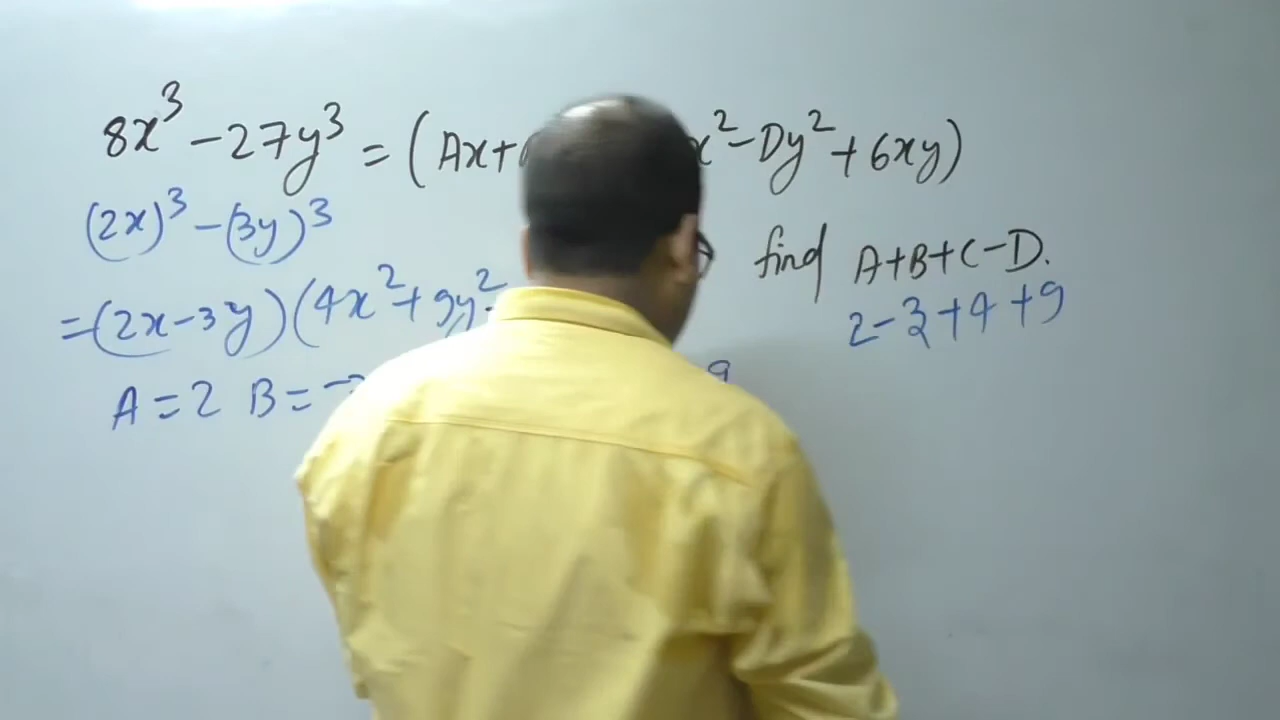 8x³ - 27y³ = (Ax+ x² - Dy² + 6xy)
(2x)³ - (3y)³
find A+B+C-D.
= (2x-3y)(4x² + 9y²
2-3+4+9
A = 2 B = - 9